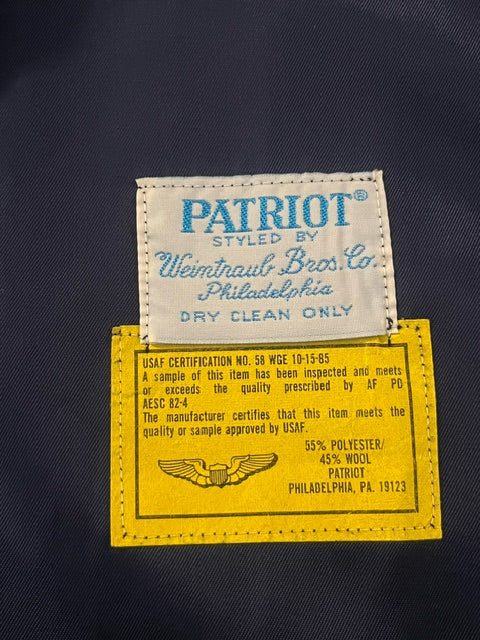 PATRIOT®
STYLED BY
Weintraub Bros. Co.
Philadelphia
DRY CLEAN ONLY
USAF CERTIFICATION NO. 58 WGE 10-15-85
A sample of this item has been inspected and meets
or exceeds the quality prescribed by AF PD
AESC 82-4
The manufacturer certifies that this item meets the
quality or sample approved by USAF.
55% POLYESTER/
45% WOOL
PATRIOT
PHILADELPHIA, PA. 19123